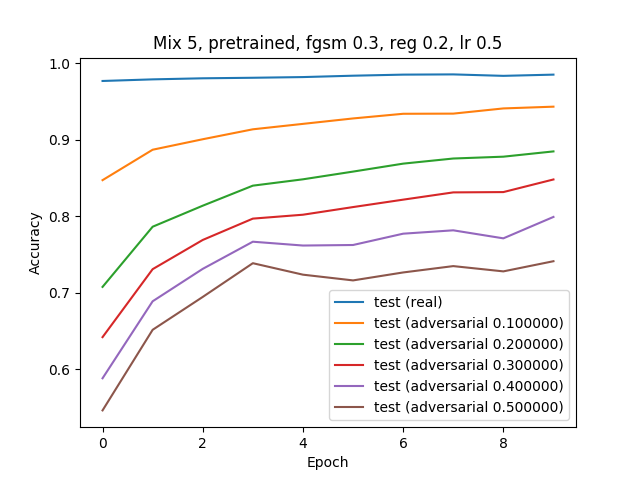 Mix 5, pretrained, fgsm 0.3, reg 0.2, lr 0.5
1.0
0.9
0.8
0.7
0.6
Accuracy
test (real)
test (adversarial 0.100000)
test (adversarial 0.200000)
test (adversarial 0.300000)
test (adversarial 0.400000)
test (adversarial 0.500000)
0 2 4 6 8
Epoch